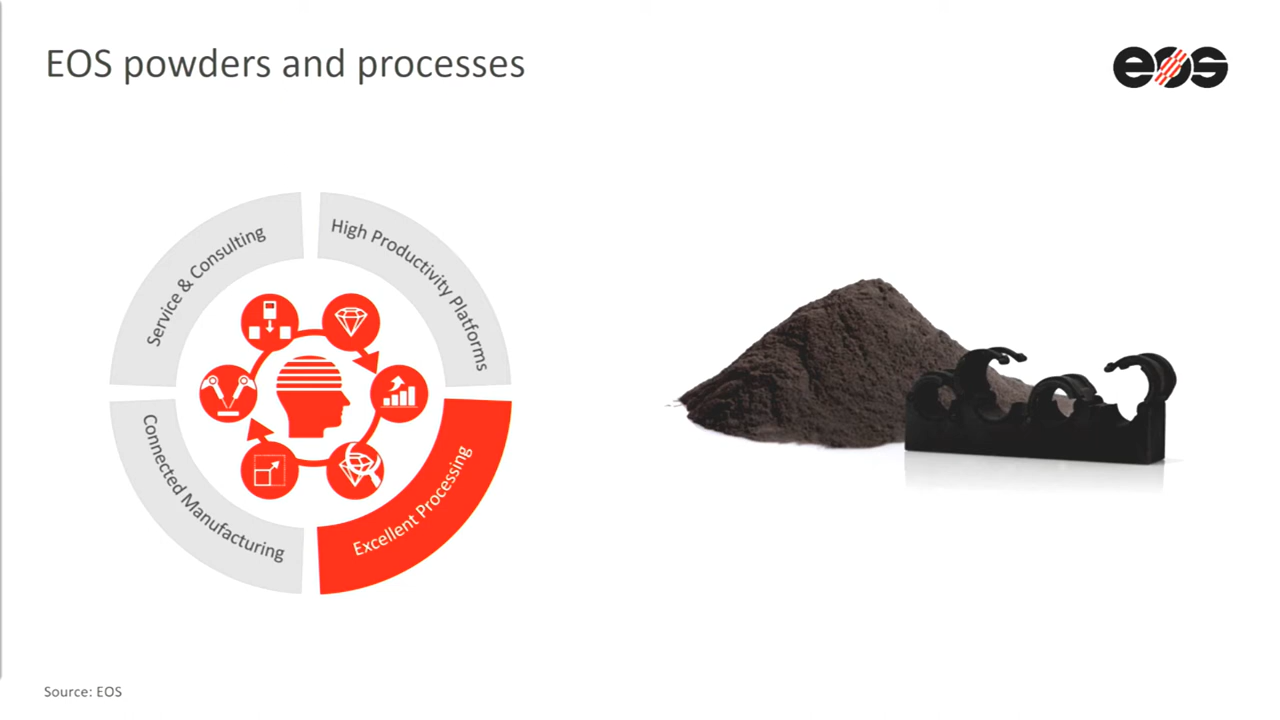 EOS powders and processes
eos
Service & Consulting
High Productivity Platforms
Connected Manufacturing
Excellent Processing
Source: EOS